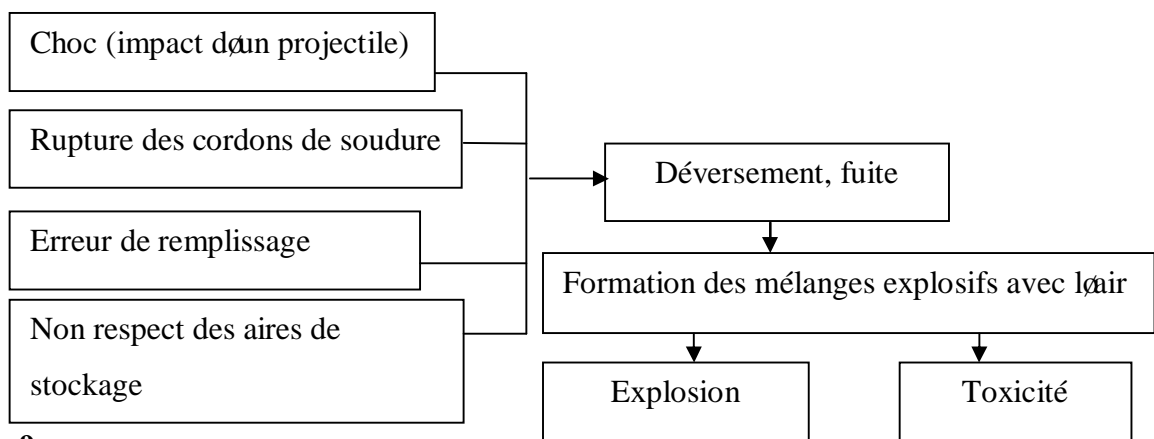 Choc (impact døun projectile)
Rupture des cordons de soudure
Déversement, fuite
Erreur de remplissage
Formation des mélanges explosifs avec løair
Non respect des aires de
stockage
Explosion
Toxicité